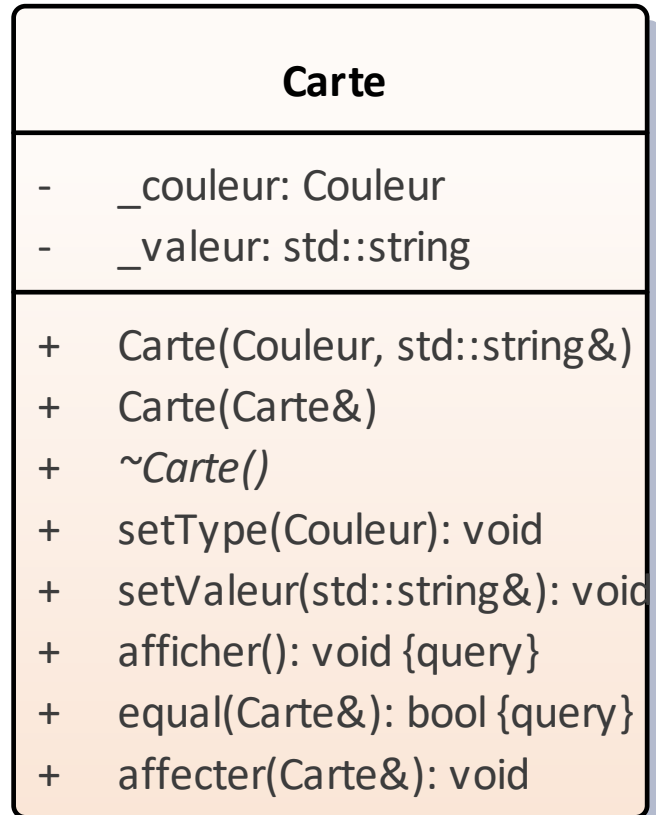 Carte
- _couleur: Couleur
- _valeur: std::string
+ Carte(Couleur, std::string&)
+ Carte(Carte&)
+ ~Carte()
+ setType(Couleur): void
+ setValeur(std::string&): void
+ afficher(): void {query}
+ equal(Carte&): bool {query}
+ affecter(Carte&): void